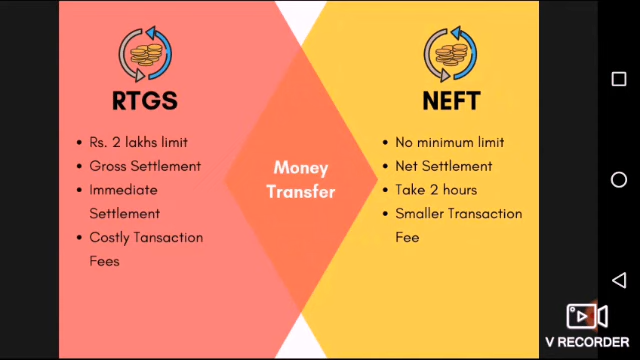 RTGS
Rs. 2 lakhs limit
Gross Settlement
Immediate
Settlement
Costly Tansaction
Fees
Money
Transfer
NEFT
No minimum limit
Net Settlement
Take 2 hours
Smaller Transaction
Fee
V RECORDER